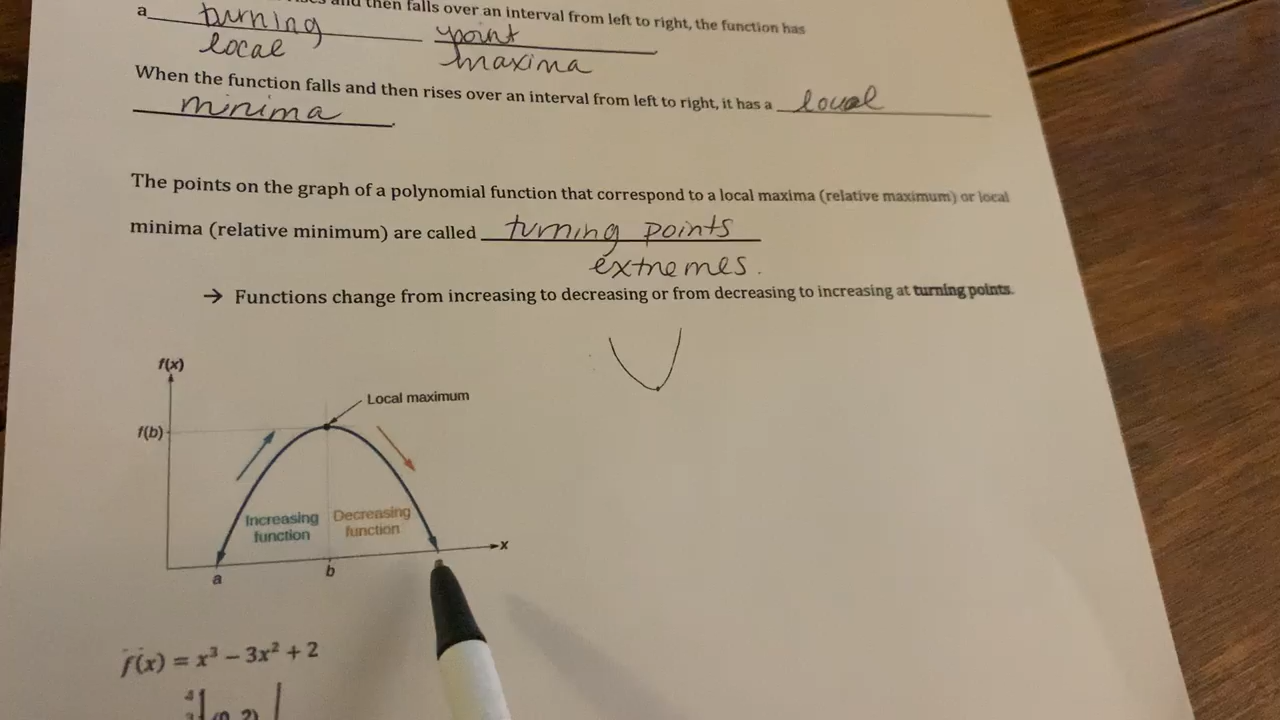 then falls over an interval from left to right, the function has
a turning point
local maxima
When the function falls and then rises over an interval from left to right, it has a local
minima.
The points on the graph of a polynomial function that correspond to a local maxima (relative maximum) or local
minima (relative minimum) are called turning points
extremes.
→ Functions change from increasing to decreasing or from decreasing to increasing at turning points.
f(x)
Local maximum
f(b)
Increasing function
Decreasing function
x
a
b
f(x) = x³ – 3x² + 2